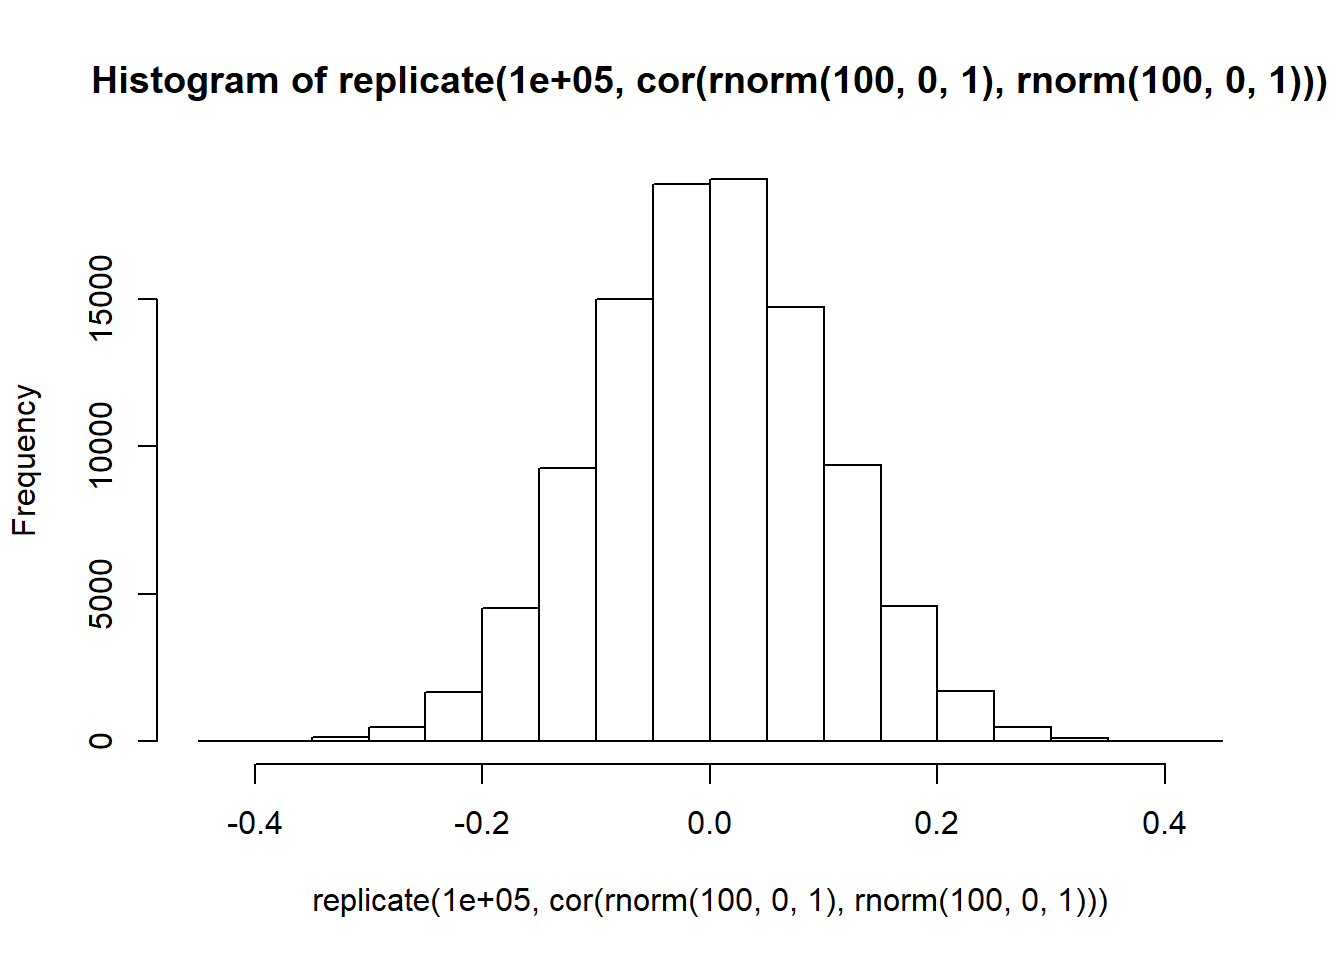 Histogram of replicate(1e+05, cor(rnorm(100, 0, 1), rnorm(100, 0, 1)))
Frequency
15000
10000
5000
0
-0.4 -0.2 0.0 0.2 0.4
replicate(1e+05, cor(rnorm(100, 0, 1), rnorm(100, 0, 1)))